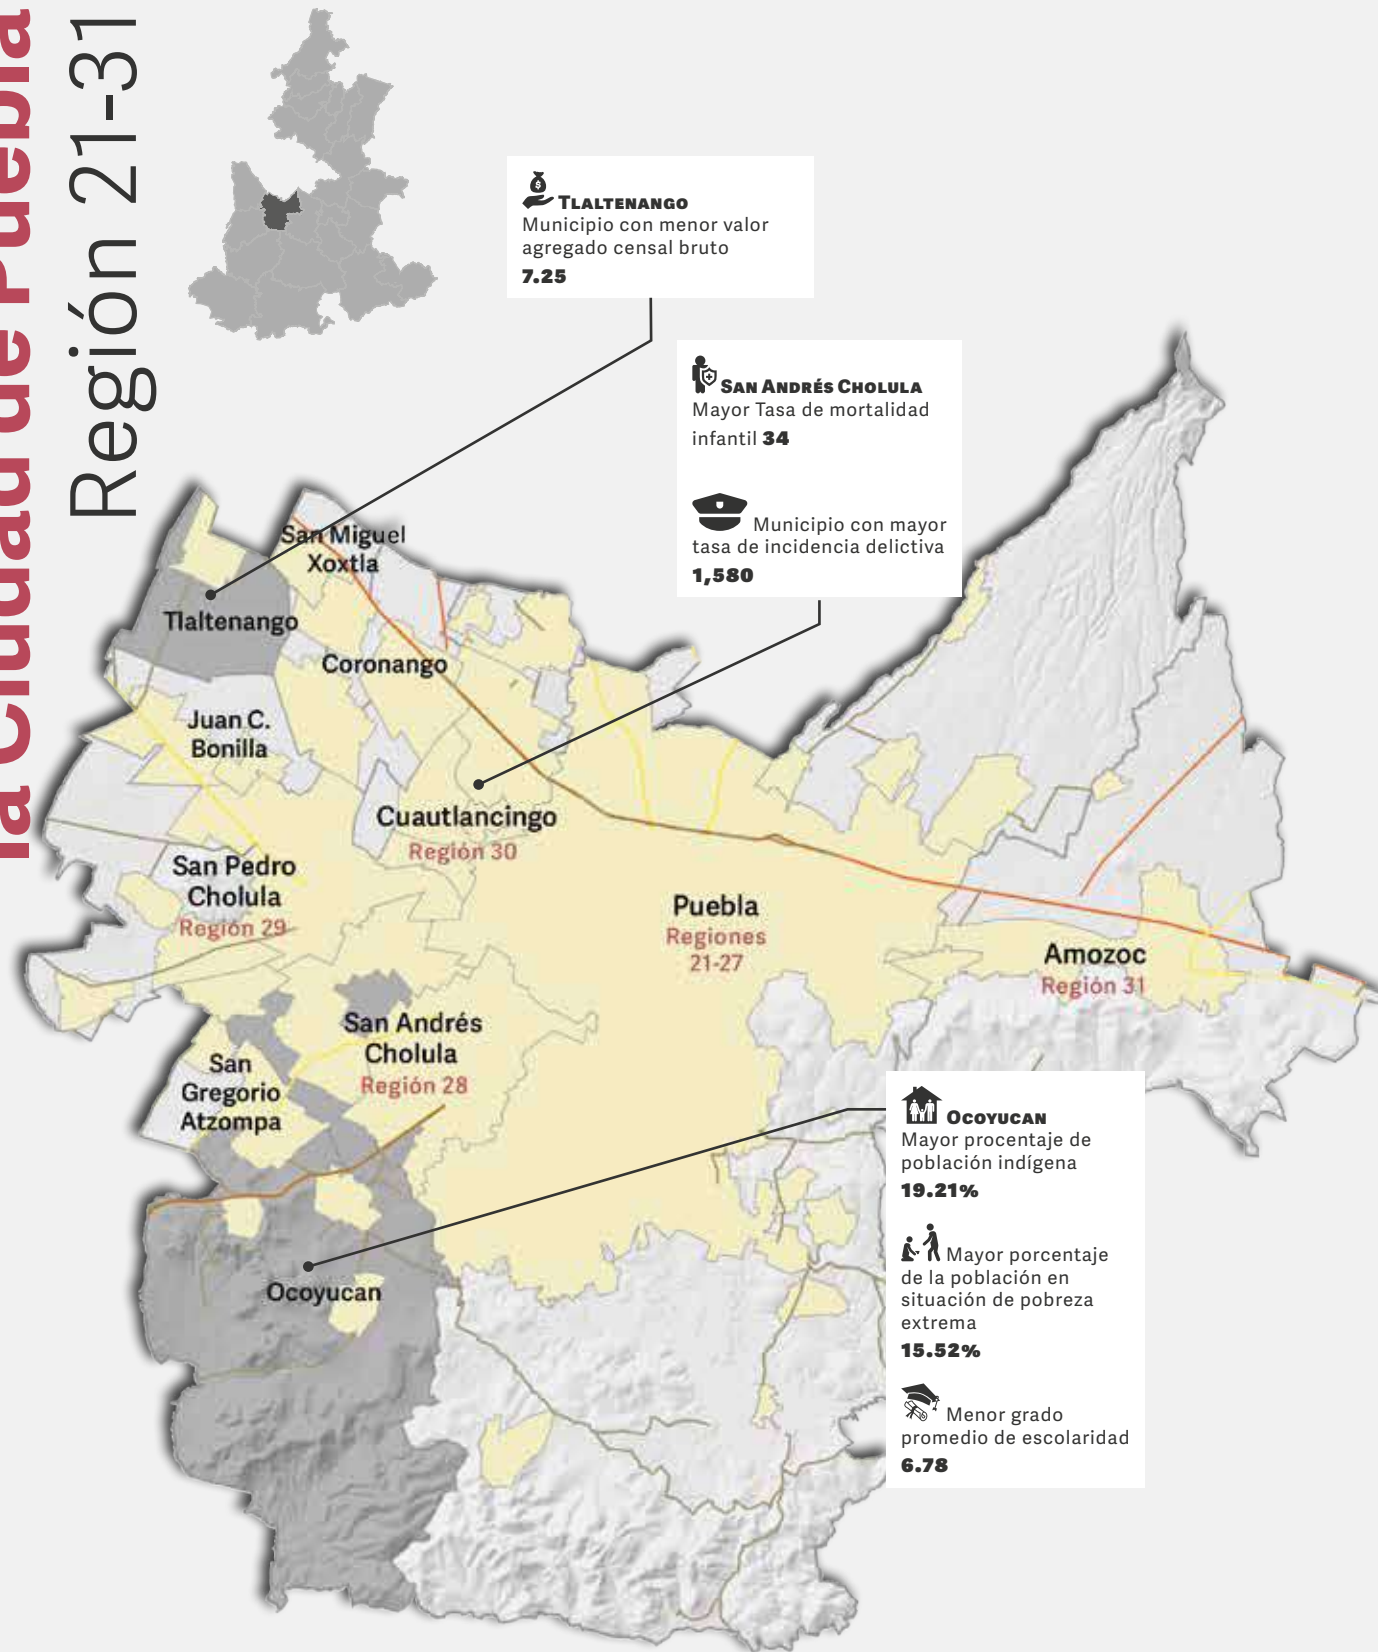 la Ciudad de Puebla
Región 21-31
TLALTENANGO
Municipio con menor valor
agregado censal bruto
7.25
SAN ANDRÉS CHOLULA
Mayor Tasa de mortalidad
infantil 34
Municipio con mayor
tasa de incidencia delictiva
1,580
San Miguel
Xoxtla
Tlaltenango
Coronango
Juan C.
Bonilla
Cuautlancingo
Región 30
San Pedro
Cholula
Región 29
Puebla
Regiones
21-27
Amozoc
Región 31
San Andrés
Cholula
Región 28
San
Gregorio
Atzompa
OCOYUCAN
Mayor procentaje de
población indígena
19.21%
Mayor porcentaje
de la población en
situación de pobreza
extrema
15.52%
Menor grado
promedio de escolaridad
6.78
Ocoyucan